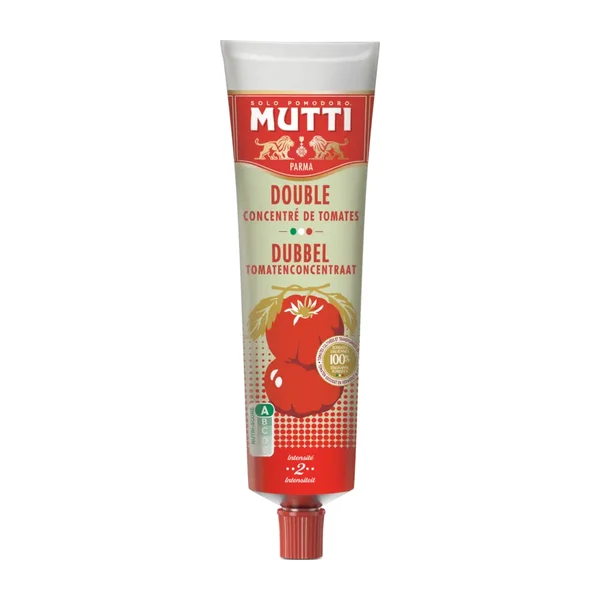 SOLO POMODORO.
MUTTI
PARMA
DOUBLE
CONCENTRÉ DE TOMATES
DUBBEL
TOMATENCONCENTRAAT
100%
A
B
C
Intensité
••2••
Intensiteit